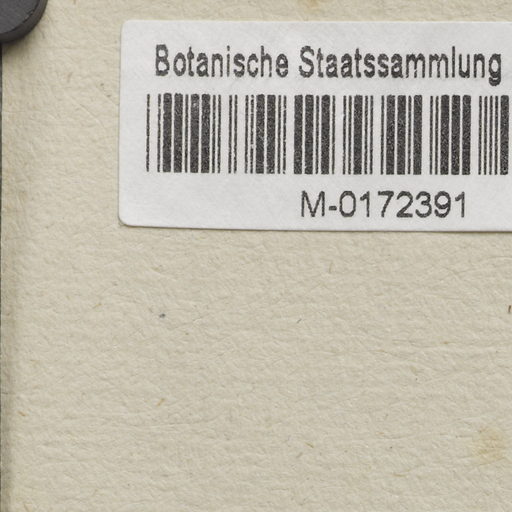 Botanische Staatssammlung
M-0172391